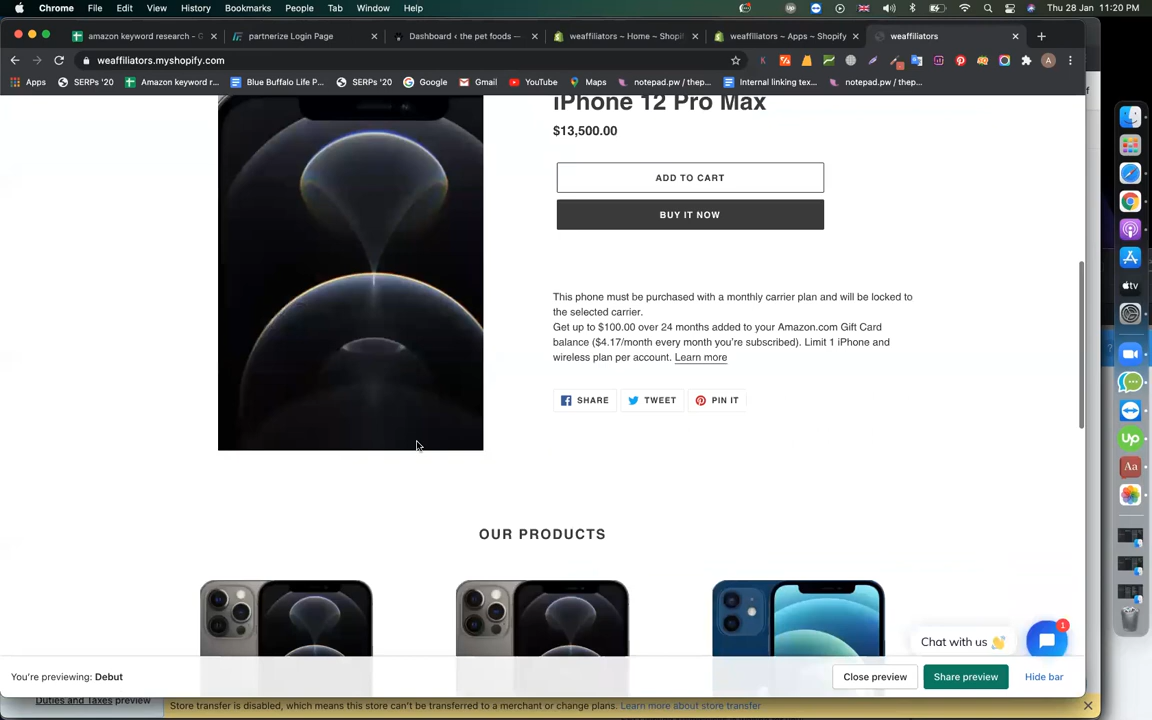 Chrome File Edit View History Bookmarks People Tab Window Help Thu 28 Jan 11:20 PM
amazon keyword research - G
partnerize Login Page
Dashboard ‹ the pet foods —
weaffiliators ~ Home ~ Shopif
weaffiliators ~ Apps ~ Shopify
weaffiliators
weaffiliators.myshopify.com
Apps SERPs '20 Blue Buffalo Life P... SERPs '20 Google Gmail YouTube Maps notepad.pw / thep... Internal linking tex... notepad.pw / thep...
Amazon keyword r...
iPhone 12 Pro Max
$13,500.00
ADD TO CART
BUY IT NOW
This phone must be purchased with a monthly carrier plan and will be locked to
the selected carrier.
Get up to $100.00 over 24 months added to your Amazon.com Gift Card
balance ($4.17/month every month you're subscribed). Limit 1 iPhone and
wireless plan per account. Learn more
SHARE TWEET PIN IT
OUR PRODUCTS
Chat with us 👋
1
You're previewing: Debut
Close preview
Share preview
Hide bar
Duties and Taxes preview
Store transfer is disabled, which means this store can't be transferred to a merchant or change plans. Learn more about store transfer